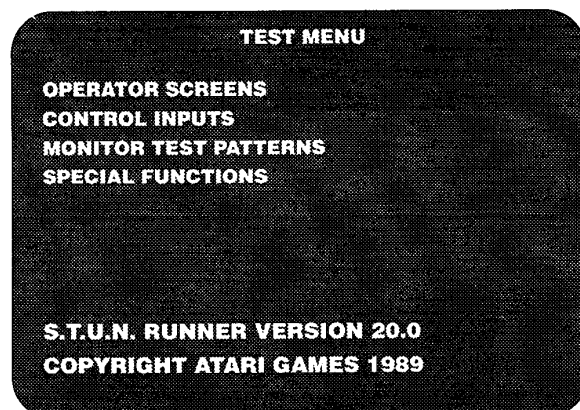 TEST MENU
OPERATOR SCREENS
CONTROL INPUTS
MONITOR TEST PATTERNS
SPECIAL FUNCTIONS
S.T.U.N. RUNNER VERSION 20.0
COPYRIGHT ATARI GAMES 1989